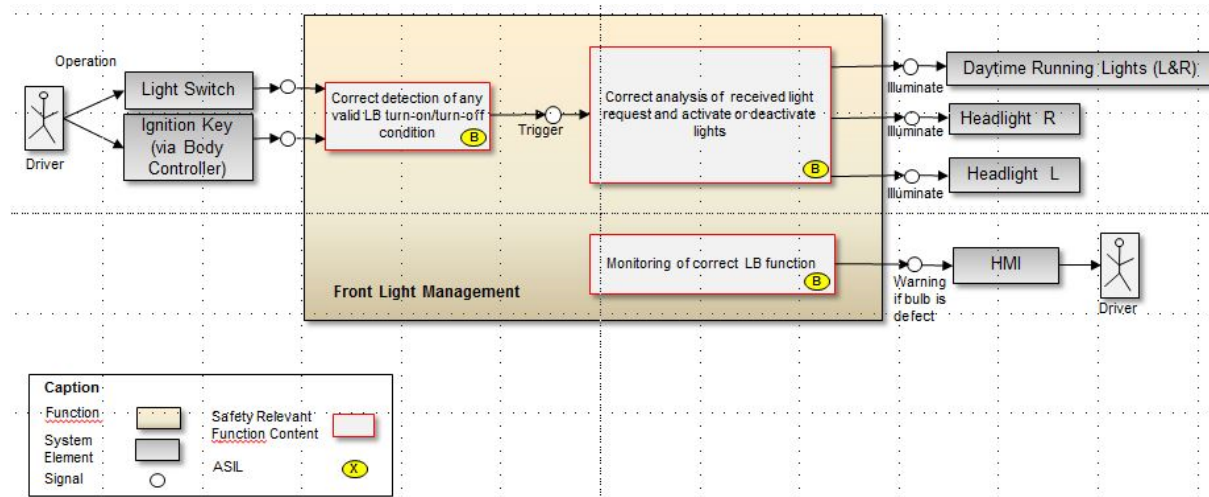 Operation
Light Switch
Ignition Key
(via Body
Controller)
Driver
Correct detection of any
valid LB turn-on/turn-off
condition
B
Trigger
Correct analysis of received light
request and activate or deactivate
lights
B
Illuminate
Daytime Running Lights (L&R)
Illuminate
Headlight R
Illuminate
Headlight L
Monitoring of correct LB function
B
Front Light Management
Warning
if bulb is
defect
HMI
Driver
Caption
Function
System
Element
Signal
Safety Relevant
Function Content
ASIL
X